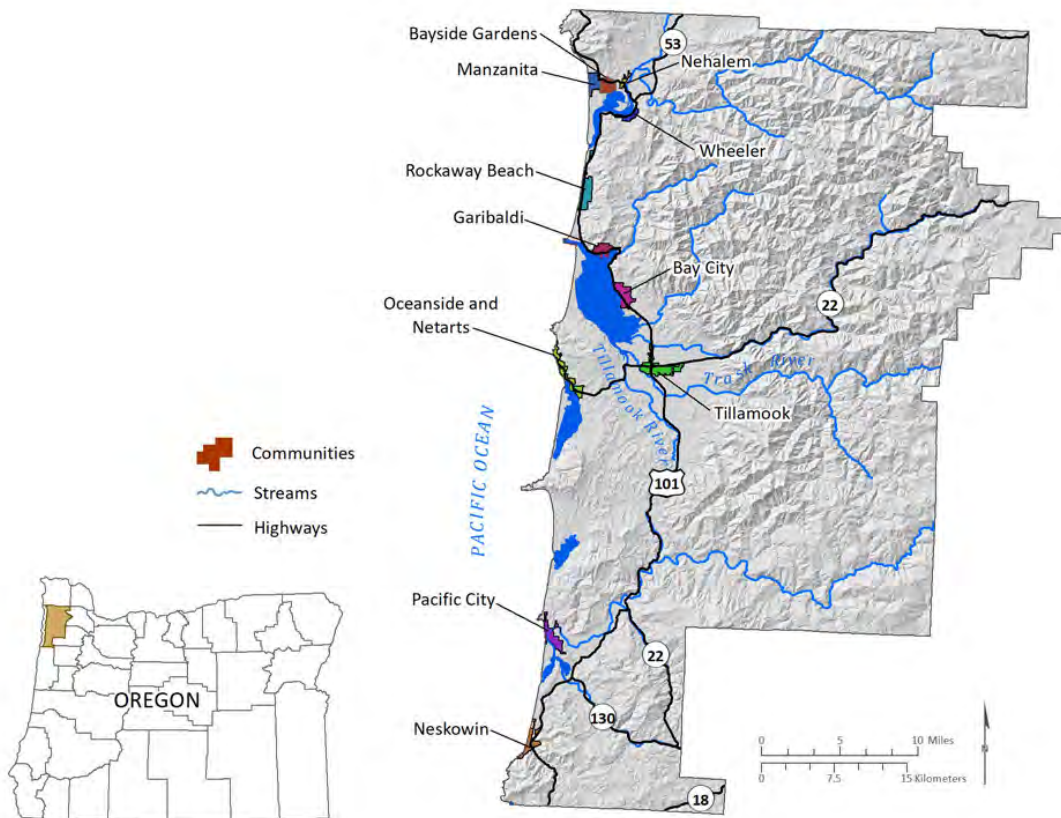 Bayside Gardens
53
Manzanita
Nehalem
Wheeler
Rockaway Beach
Garibaldi
Bay City
22
Oceanside and
Netarts
Tillamook River
Trask River
Tillamook
PACIFIC OCEAN
101
Communities
Streams
Highways
Pacific City
22
OREGON
130
Neskowin
0 5 10 Miles
0 7.5 15 Kilometers
N
18